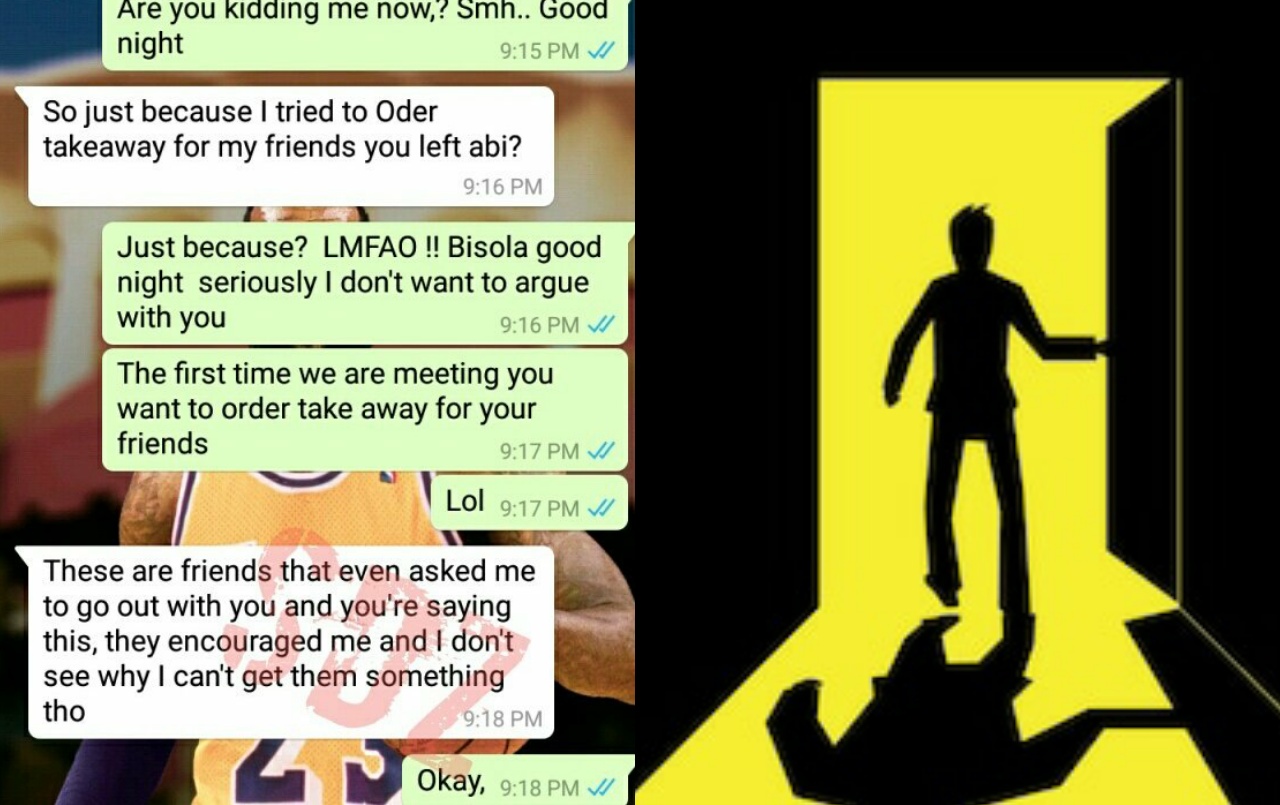 Are you kidding me now,? Smh.. Good
night
9:15 PM
So just because I tried to Oder
takeaway for my friends you left abi?
9:16 PM
Just because?  LMFAO !! Bisola good
night  seriously I don't want to argue
with you
9:16 PM
The first time we are meeting you
want to order take away for your
friends
9:17 PM
Lol
9:17 PM
These are friends that even asked me
to go out with you and you're saying
this, they encouraged me and I don't
see why I can't get them something
tho
9:18 PM
Okay,
9:18 PM
23